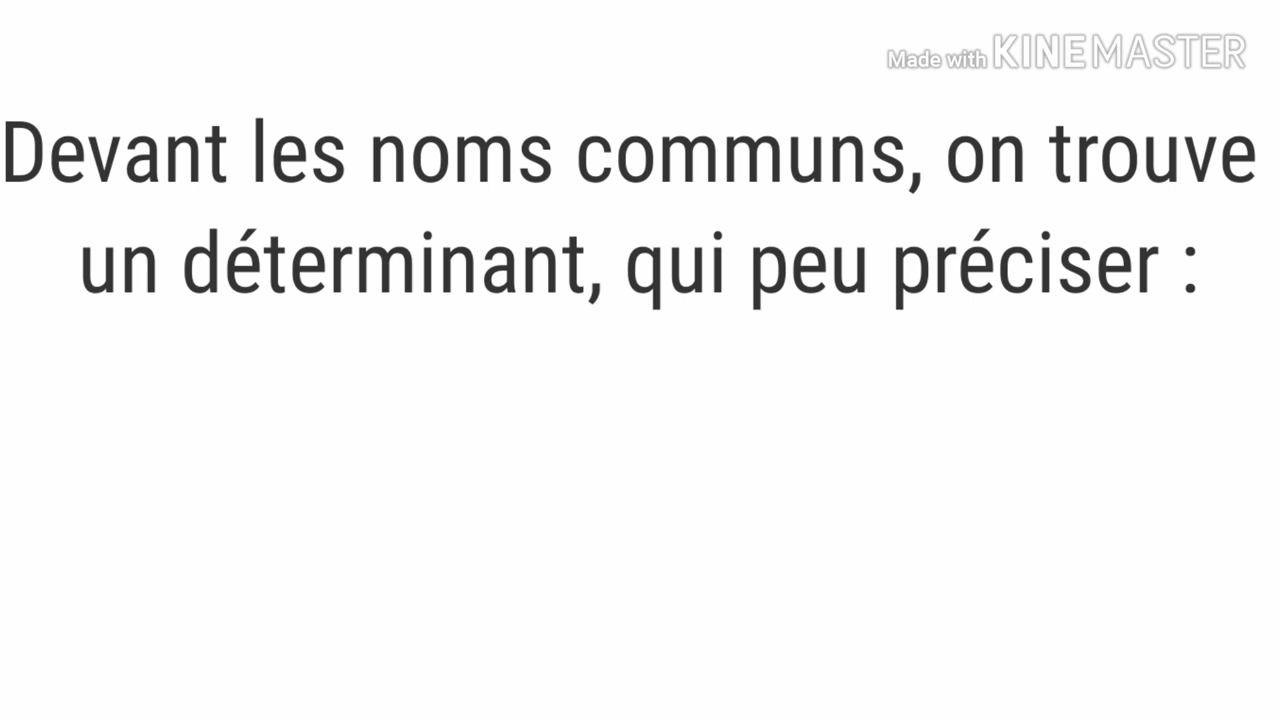 Made with KINEMASTER
Devant les noms communs, on trouve
un déterminant, qui peu préciser :